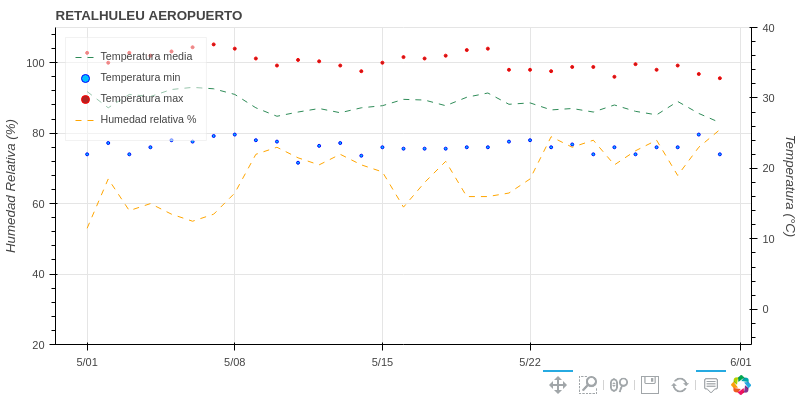 RETALHULEU AEROPUERTO
Temperatura media
Temperatura min
Temperatura max
Humedad relativa %
Humedad Relativa (%)
100
80
60
40
20
Temperatura (°C)
40
30
20
10
0
5/01
5/08
5/15
5/22
6/01